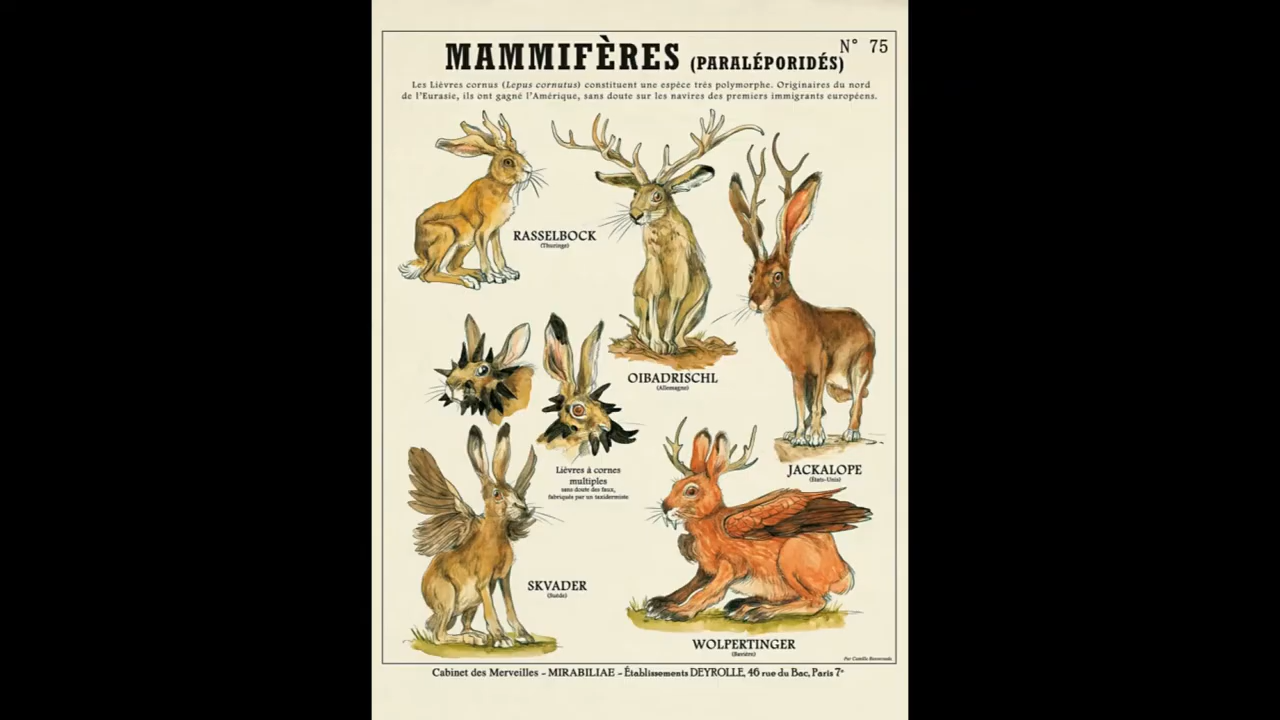 MAMMIFÈRES (PARALÉPORIDÉS)
N° 75
Les Lièvres cornus (Lepus cornutus) constituent une espèce très polymorphe. Originaires du nord
de l'Eurasie, ils ont gagné l'Amérique, sans doute sur les navires des premiers immigrants européens.
RASSELBOCK
(Thuringe)
OIBADRISCHL
(Allemagne)
JACKALOPE
(États-Unis)
Lièvres à cornes
multiples
sans doute des faux,
fabriqués par un taxidermiste
SKVADER
(Suède)
WOLPERTINGER
(Bavière)
Cabinet des Merveilles – MIRABILIAE – Établissements DEYROLLE, 46 rue du Bac, Paris 7e